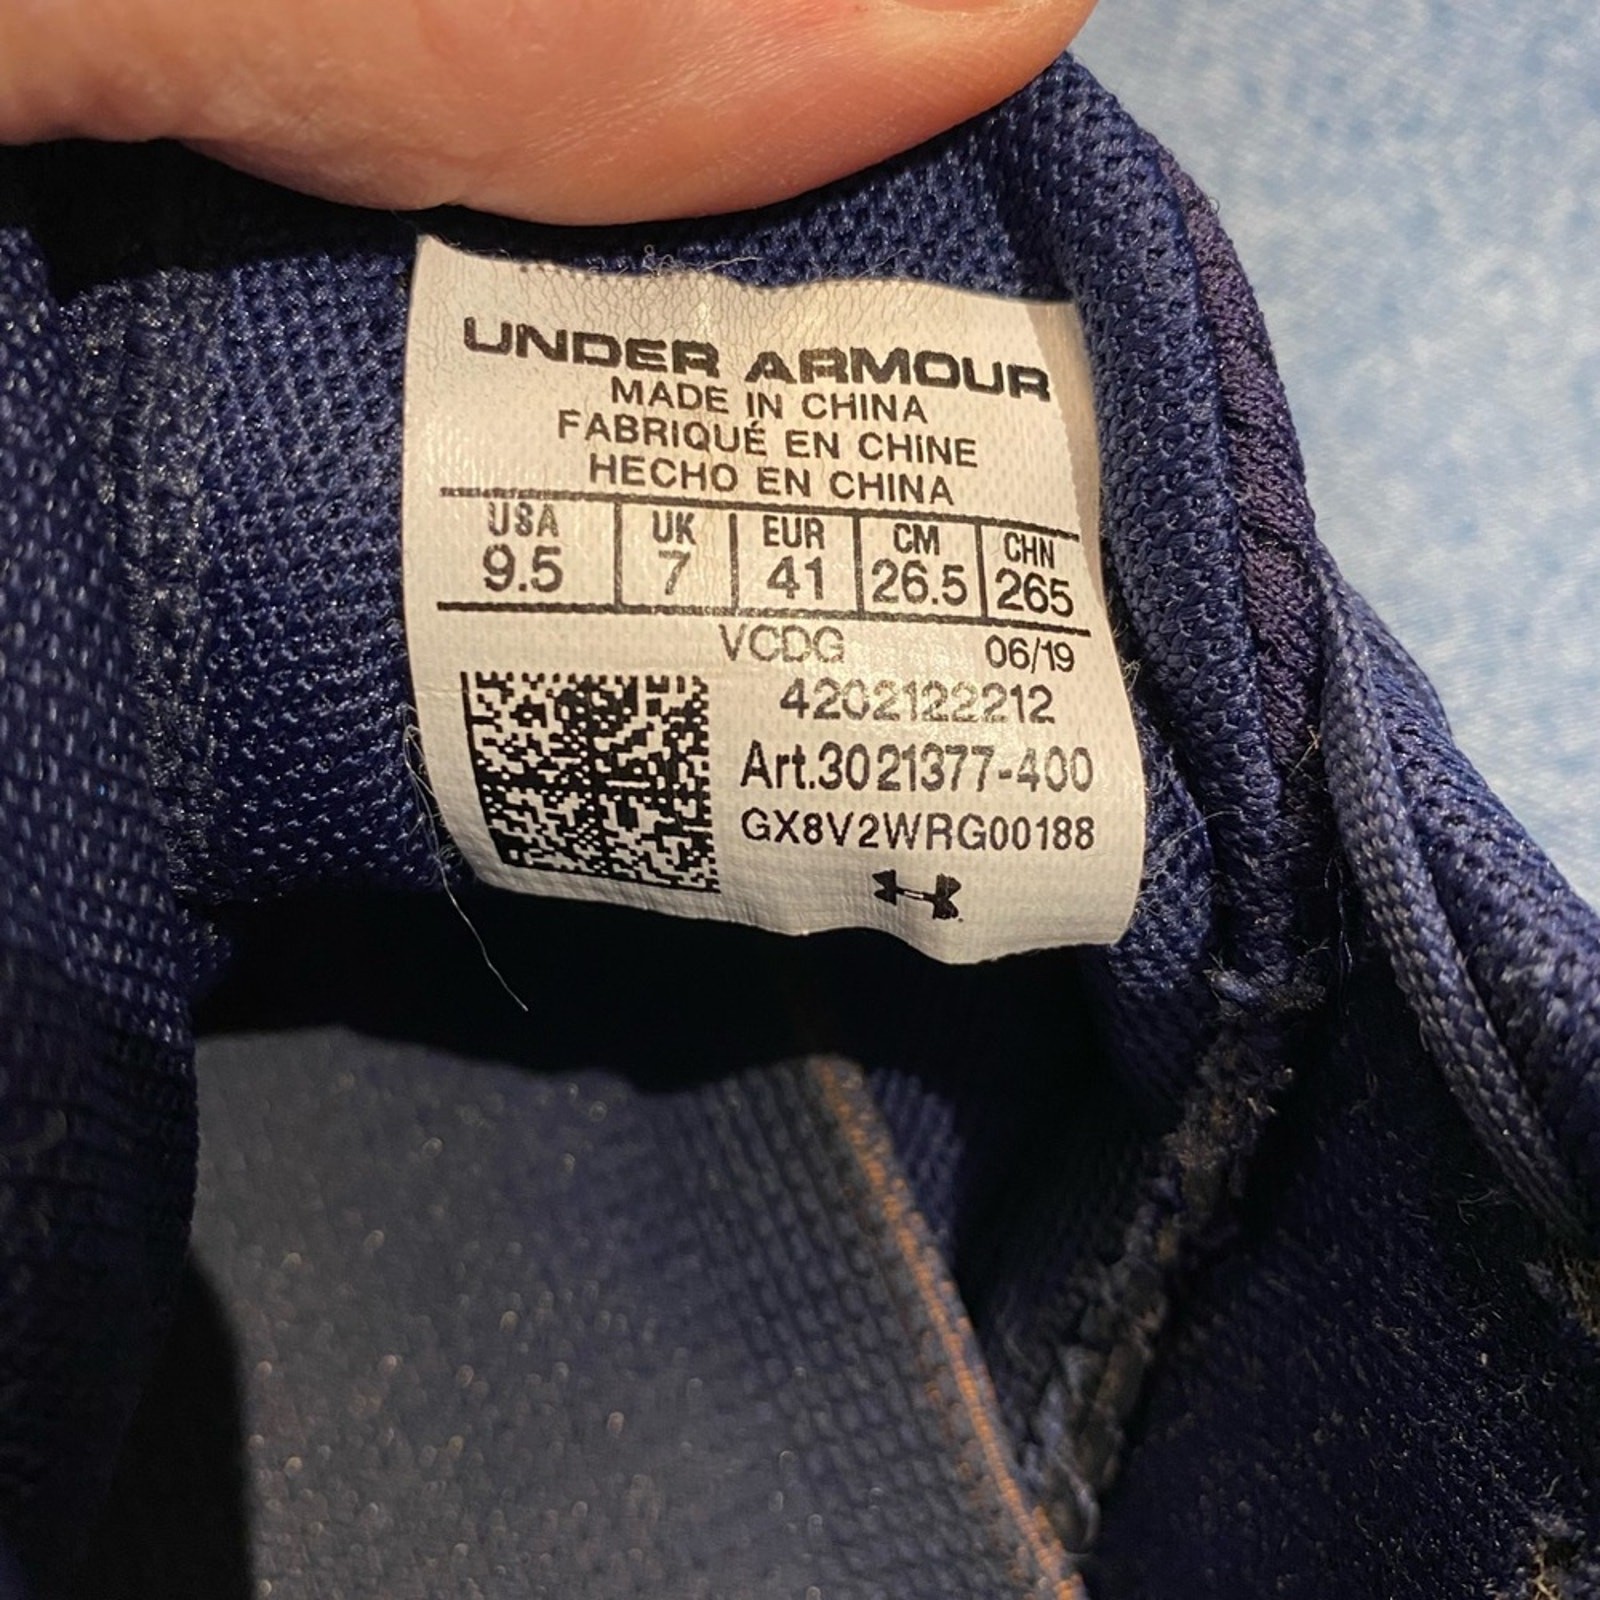 UNDER ARMOUR
MADE IN CHINA
FABRIQUÉ EN CHINE
HECHO EN CHINA
USA UK EUR CM CHN
9.5 7 41 26.5 265
VCDG 06/19
4202122212
Art.3021377-400
GX8V2WRG00188